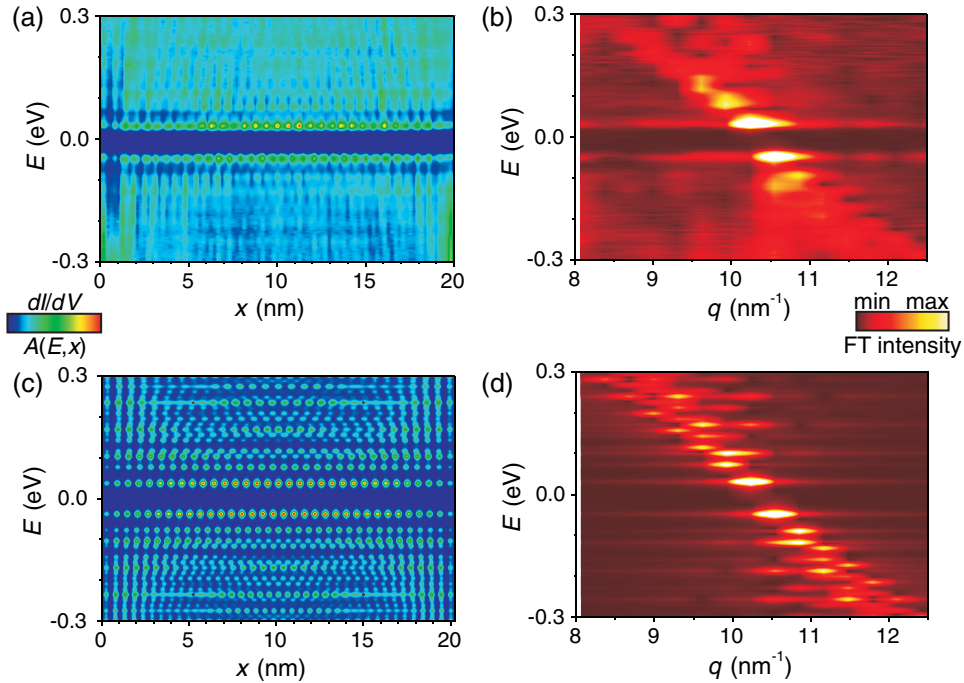 (a)
0.3
E (eV)
0.0
-0.3
0 5 10 15 20
x (nm)
(b)
0.3
E (eV)
0.0
-0.3
8 9 10 11 12
q (nm⁻¹)
dI/dV
A(E,x)
min max
FT intensity
(c)
0.3
E (eV)
0.0
-0.3
0 5 10 15 20
x (nm)
(d)
0.3
E (eV)
0.0
-0.3
8 9 10 11 12
q (nm⁻¹)